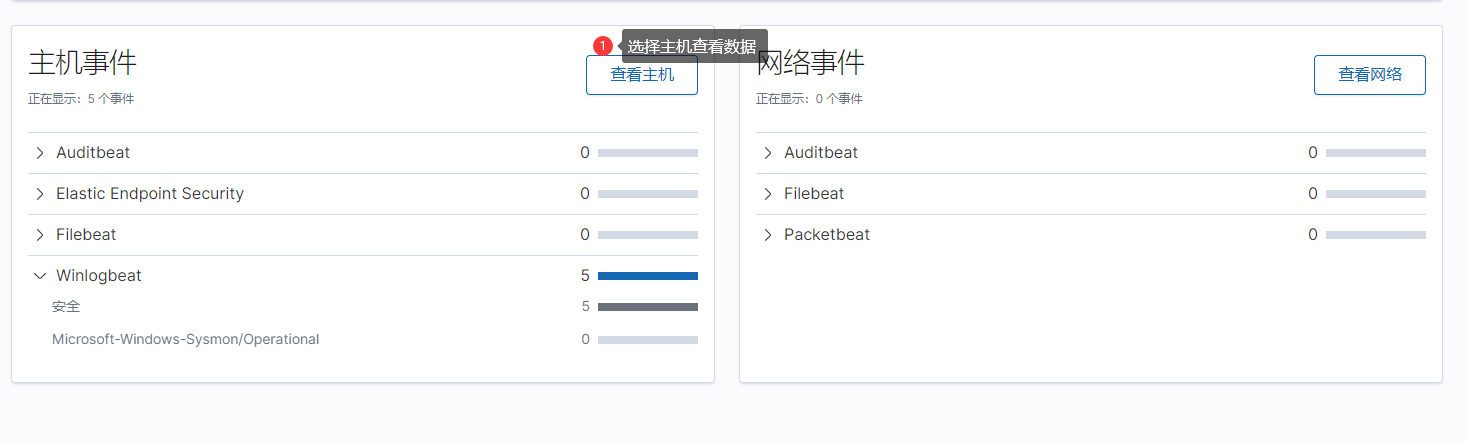 1 选择主机查看数据
主机事件
查看主机
正在显示：5 个事件
Auditbeat 0
Elastic Endpoint Security 0
Filebeat 0
Winlogbeat 5
安全 5
Microsoft-Windows-Sysmon/Operational 0
网络事件
查看网络
正在显示：0 个事件
Auditbeat 0
Filebeat 0
Packetbeat 0